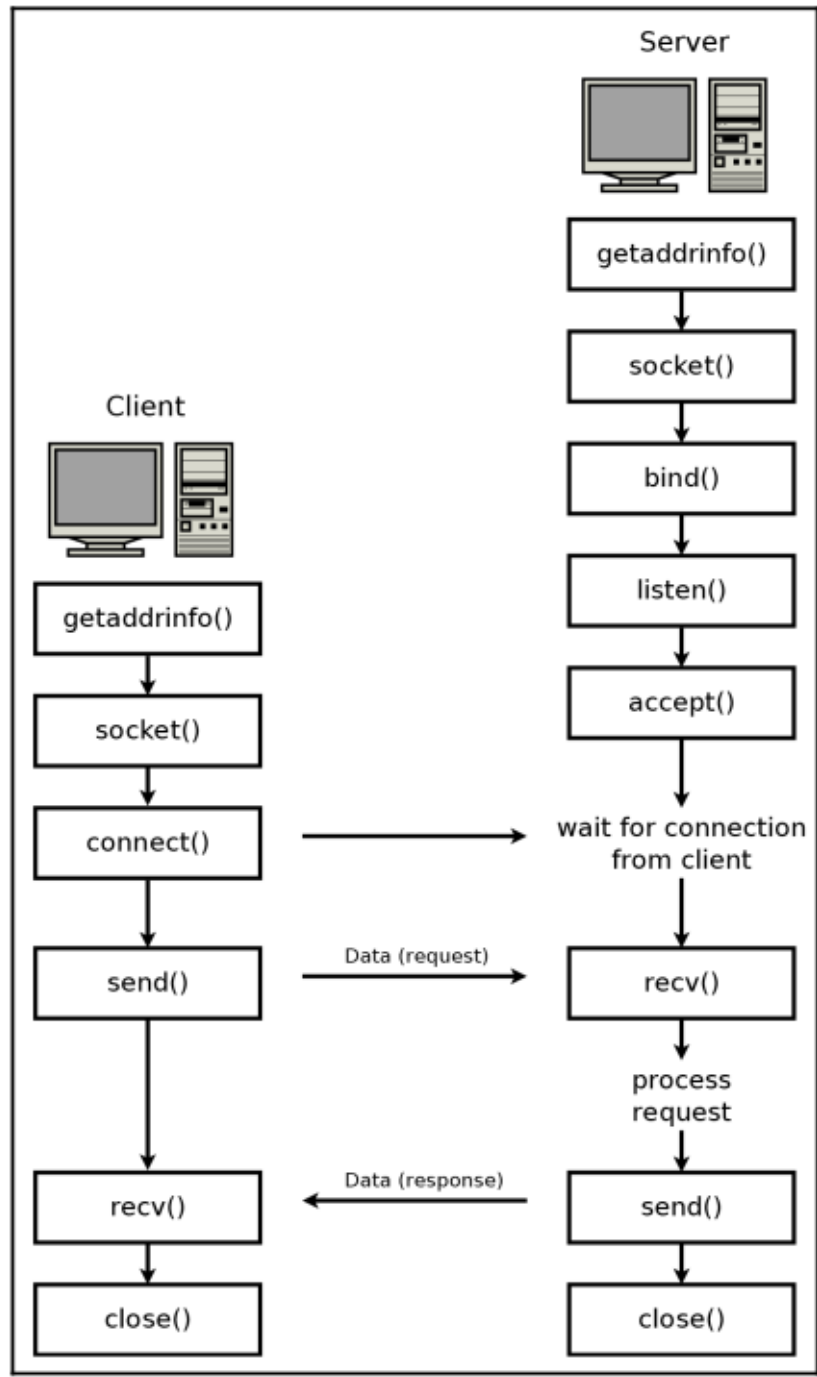 Server
getaddrinfo()
socket()
bind()
listen()
accept()
wait for connection
from client
recv()
process
request
send()
close()
Client
getaddrinfo()
socket()
connect()
send()
recv()
close()
Data (request)
Data (response)